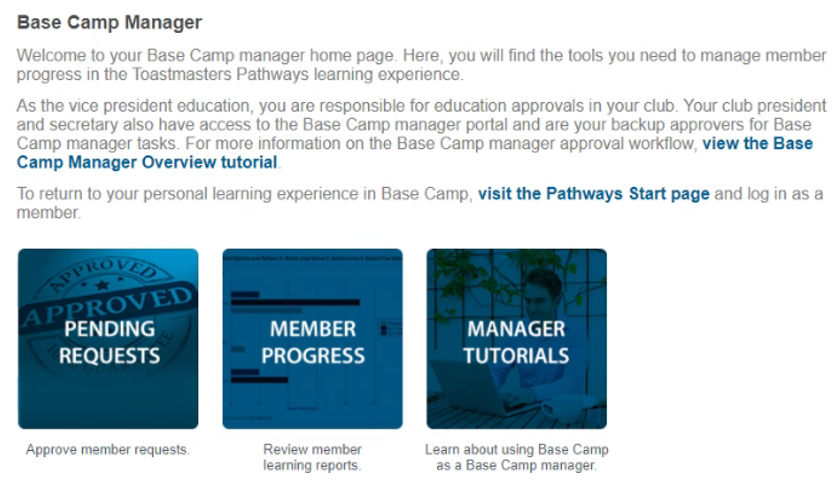 Base Camp Manager
Welcome to your Base Camp manager home page. Here, you will find the tools you need to manage member
progress in the Toastmasters Pathways learning experience.
As the vice president education, you are responsible for education approvals in your club. Your club president
and secretary also have access to the Base Camp manager portal and are your backup approvers for Base
Camp manager tasks. For more information on the Base Camp manager approval workflow, view the Base
Camp Manager Overview tutorial.
To return to your personal learning experience in Base Camp, visit the Pathways Start page and log in as a
member.
APPROVED
APPROVED
PENDING
REQUESTS
MEMBER
PROGRESS
MANAGER
TUTORIALS
Approve member requests.
Review member
learning reports.
Learn about using Base Camp
as a Base Camp manager.